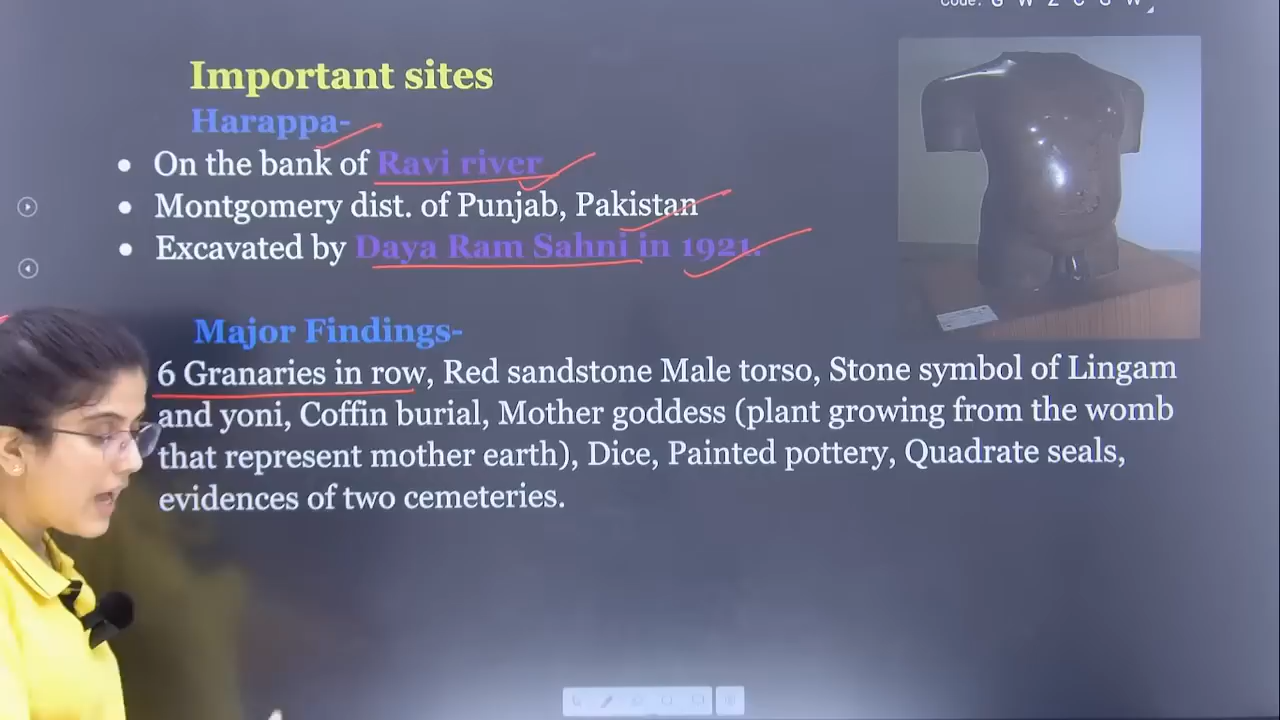 Code: G W Z C G W
Important sites
Harappa-
• On the bank of Ravi river
• Montgomery dist. of Punjab, Pakistan
• Excavated by Daya Ram Sahni in 1921.
Major Findings-
6 Granaries in row, Red sandstone Male torso, Stone symbol of Lingam
and yoni, Coffin burial, Mother goddess (plant growing from the womb
that represent mother earth), Dice, Painted pottery, Quadrate seals,
evidences of two cemeteries.